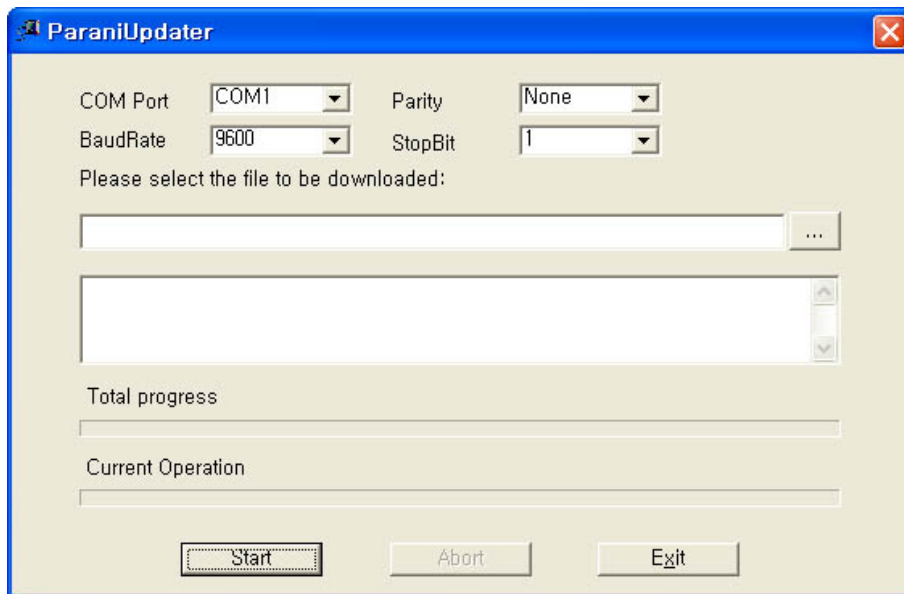 ParaniUpdater
COM Port COM1 Parity None
BaudRate 9600 StopBit 1
Please select the file to be downloaded:
...
Total progress
Current Operation
Start Abort Exit